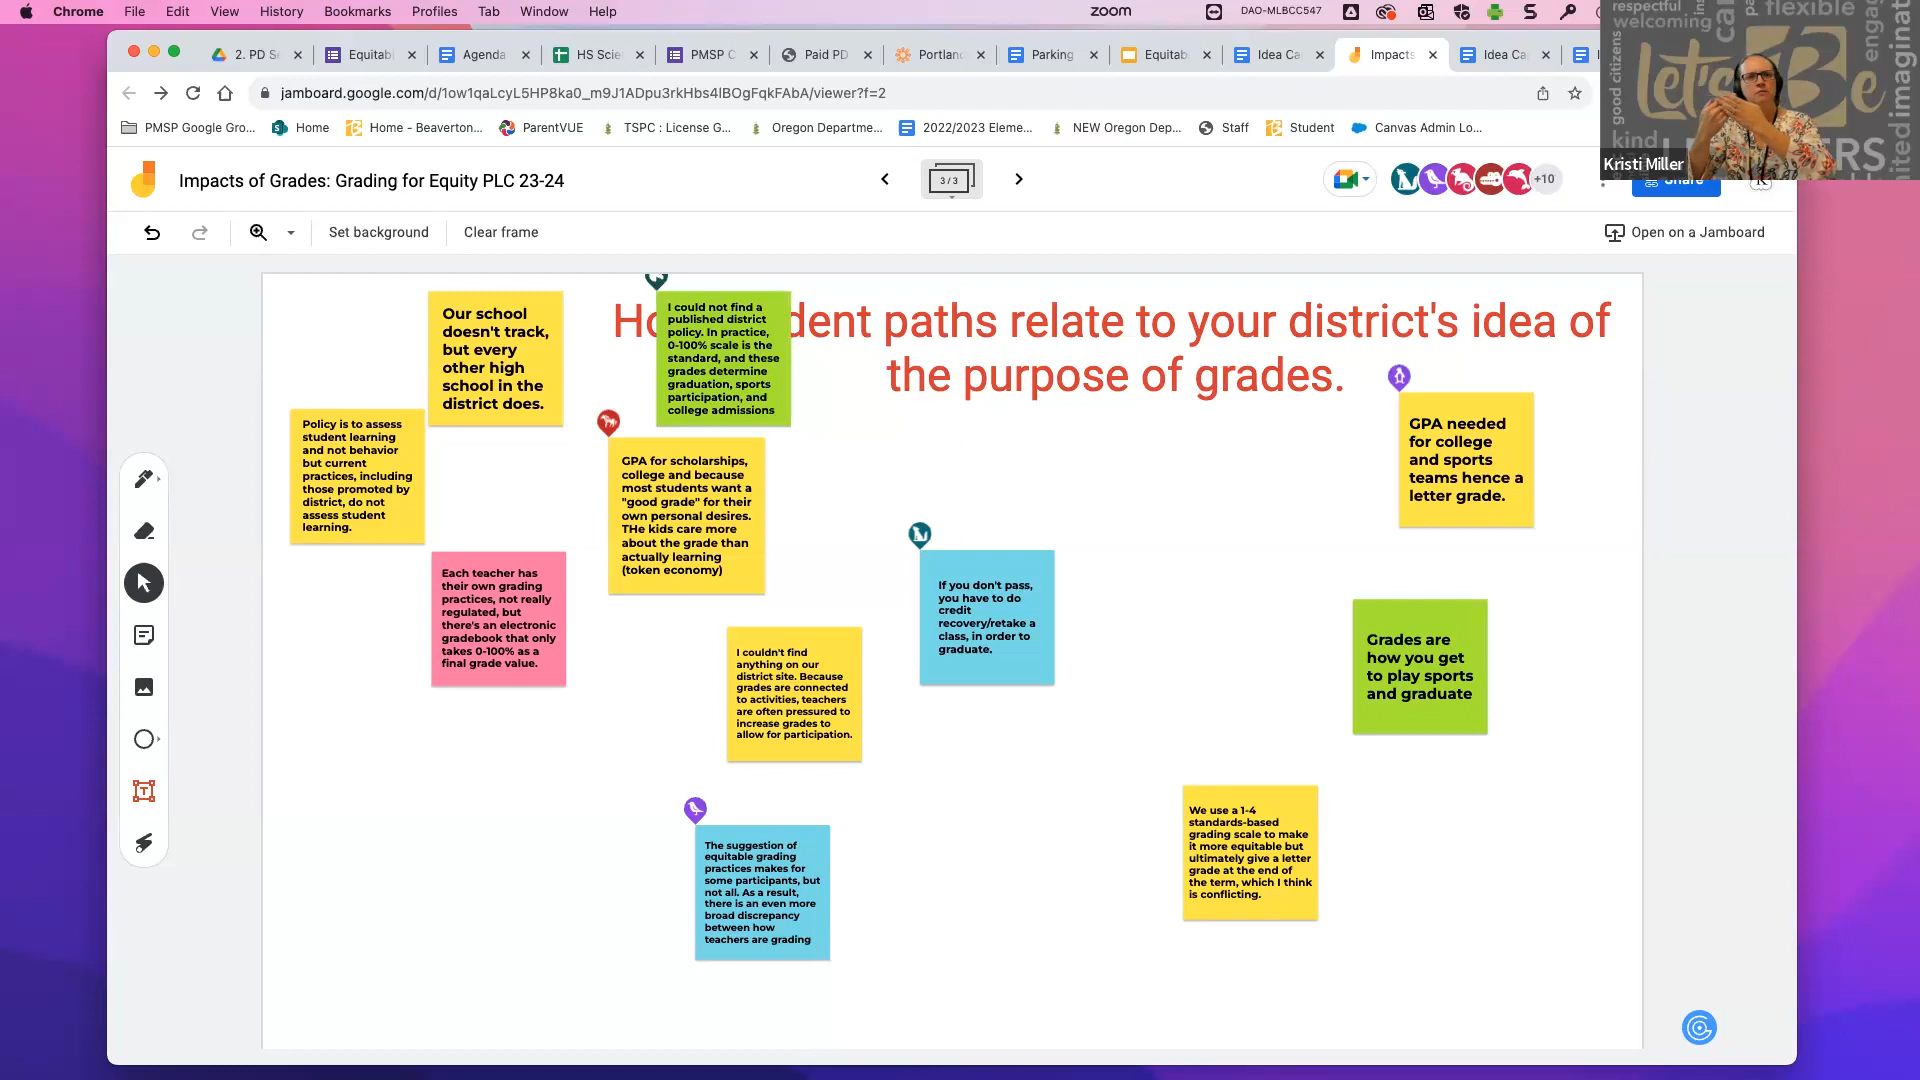 Chrome File Edit View History Bookmarks Profiles Tab Window Help
zoom
DAO-MLBCC547
2. PD S
Equitabl
Agenda
HS Scie
PMSP C
Paid PD
Portlan
Parking
Equitab
Idea Ca
Impacts
Idea Ca
jamboard.google.com/d/1ow1qaLcyL5HP8ka0_m9J1ADpu3rkHbs4lBOgFqkFAbA/viewer?f=2
PMSP Google Gro...
Home
Home - Beaverton...
ParentVUE
TSPC : License G...
Oregon Departme...
2022/2023 Eleme...
NEW Oregon Dep...
Staff
Student
Canvas Admin Lo...
respectful
welcoming
flexible
good citizens
Let's Be
kind
Kristi Miller
Impacts of Grades: Grading for Equity PLC 23-24
3 / 3
+10
Share
K
Set background
Clear frame
Open on a Jamboard
dent paths relate to your district's idea of
the purpose of grades.
Our school
doesn't track,
but every
other high
school in the
district does.
I could not find a
published district
policy. In practice,
0-100% scale is the
standard, and these
grades determine
graduation, sports
participation, and
college admissions
Policy is to assess
student learning
and not behavior
but current
practices, including
those promoted by
district, do not
assess student
learning.
GPA for scholarships,
college and because
most students want a
"good grade" for their
own personal desires.
THe kids care more
about the grade than
actually learning
(token economy)
GPA needed
for college
and sports
teams hence a
letter grade.
Each teacher has
their own grading
practices, not really
regulated, but
there's an electronic
gradebook that only
takes 0-100% as a
final grade value.
If you don't pass,
you have to do
credit
recovery/retake a
class, in order to
graduate.
Grades are
how you get
to play sports
and graduate
I couldn't find
anything on our
district site. Because
grades are connected
to activities, teachers
are often pressured to
increase grades to
allow for participation.
We use a 1-4
standards-based
grading scale to make
it more equitable but
ultimately give a letter
grade at the end of
the term, which I think
is conflicting.
The suggestion of
equitable grading
practices makes for
some participants, but
not all. As a result,
there is an even more
broad discrepancy
between how
teachers are grading